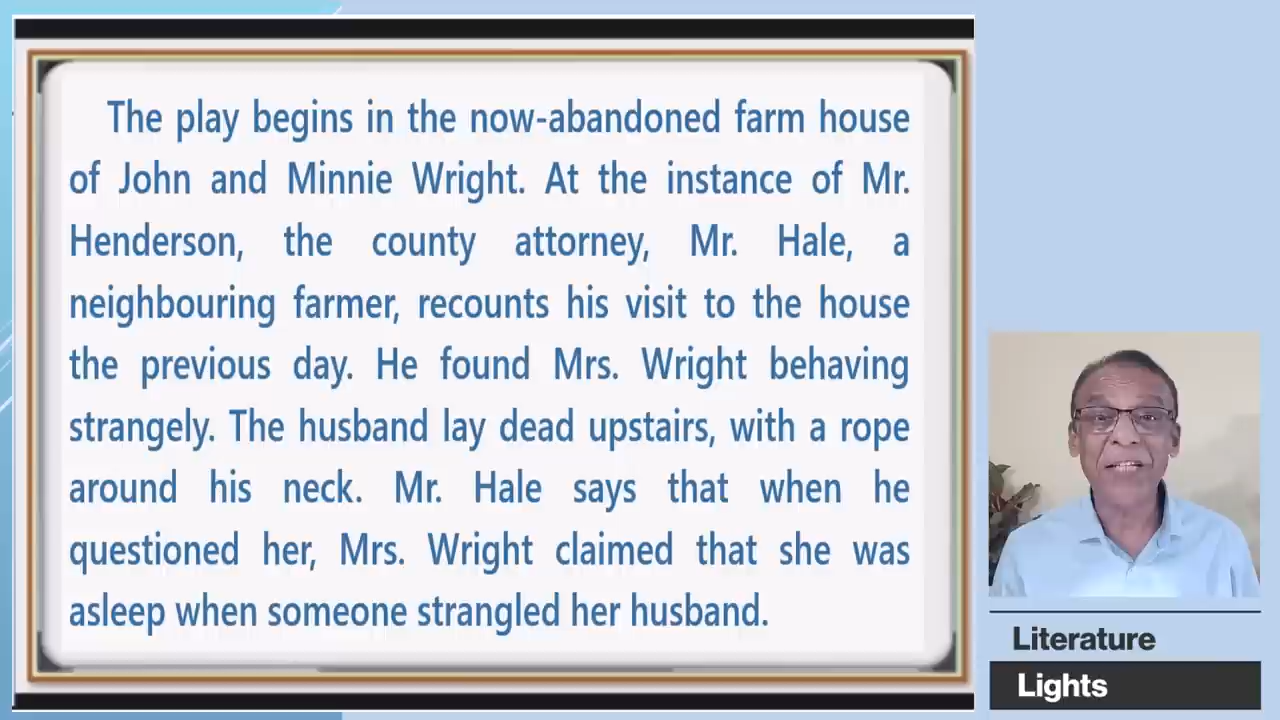 The play begins in the now-abandoned farm house
of John and Minnie Wright. At the instance of Mr.
Henderson, the county attorney, Mr. Hale, a
neighbouring farmer, recounts his visit to the house
the previous day. He found Mrs. Wright behaving
strangely. The husband lay dead upstairs, with a rope
around his neck. Mr. Hale says that when he
questioned her, Mrs. Wright claimed that she was
asleep when someone strangled her husband.
Literature
Lights